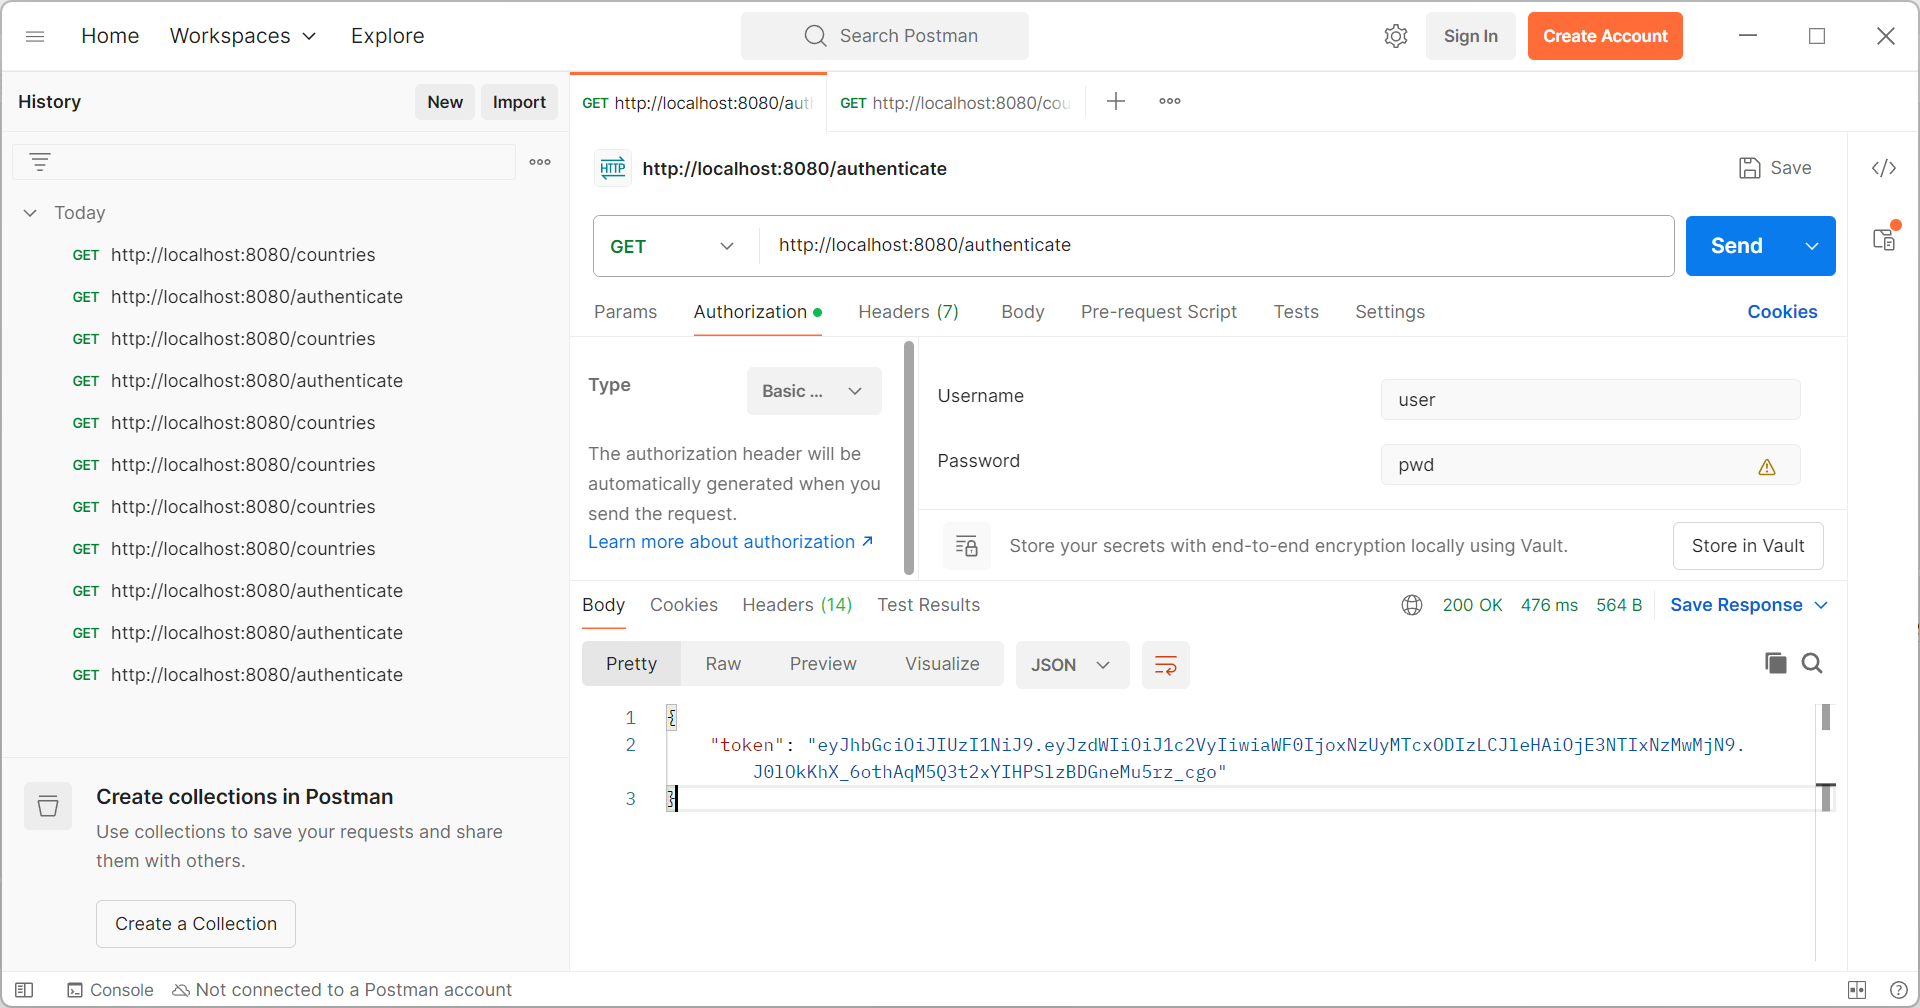 Home
Workspaces
Explore
Search Postman
Sign In
Create Account
History
New
Import
GET http://localhost:8080/aut
GET http://localhost:8080/cou
HTTP
http://localhost:8080/authenticate
Save
Today
GET http://localhost:8080/countries
GET http://localhost:8080/authenticate
GET http://localhost:8080/countries
GET http://localhost:8080/authenticate
GET http://localhost:8080/countries
GET http://localhost:8080/countries
GET http://localhost:8080/countries
GET http://localhost:8080/countries
GET http://localhost:8080/authenticate
GET http://localhost:8080/authenticate
GET http://localhost:8080/authenticate
Create collections in Postman
Use collections to save your requests and share
them with others.
Create a Collection
GET
http://localhost:8080/authenticate
Send
Params
Authorization
Headers (7)
Body
Pre-request Script
Tests
Settings
Cookies
Type
Basic ...
The authorization header will be
automatically generated when you
send the request.
Learn more about authorization
Username
user
Password
pwd
Store your secrets with end-to-end encryption locally using Vault.
Store in Vault
Body
Cookies
Headers (14)
Test Results
200 OK
476 ms
564 B
Save Response
Pretty
Raw
Preview
Visualize
JSON
1 {
2 "token": "eyJhbGciOiJIUzI1NiJ9.eyJzdWIiOiJ1c2VyIiwiaWF0IjoxNzUyMTcxODIzLCJleHAiOjE3NTIxNzMwMjN9.
J0lOkKhX_6othAqM5Q3t2xYIHPSlzBDGneMu5rz_cgo"
3 }
Console
Not connected to a Postman account